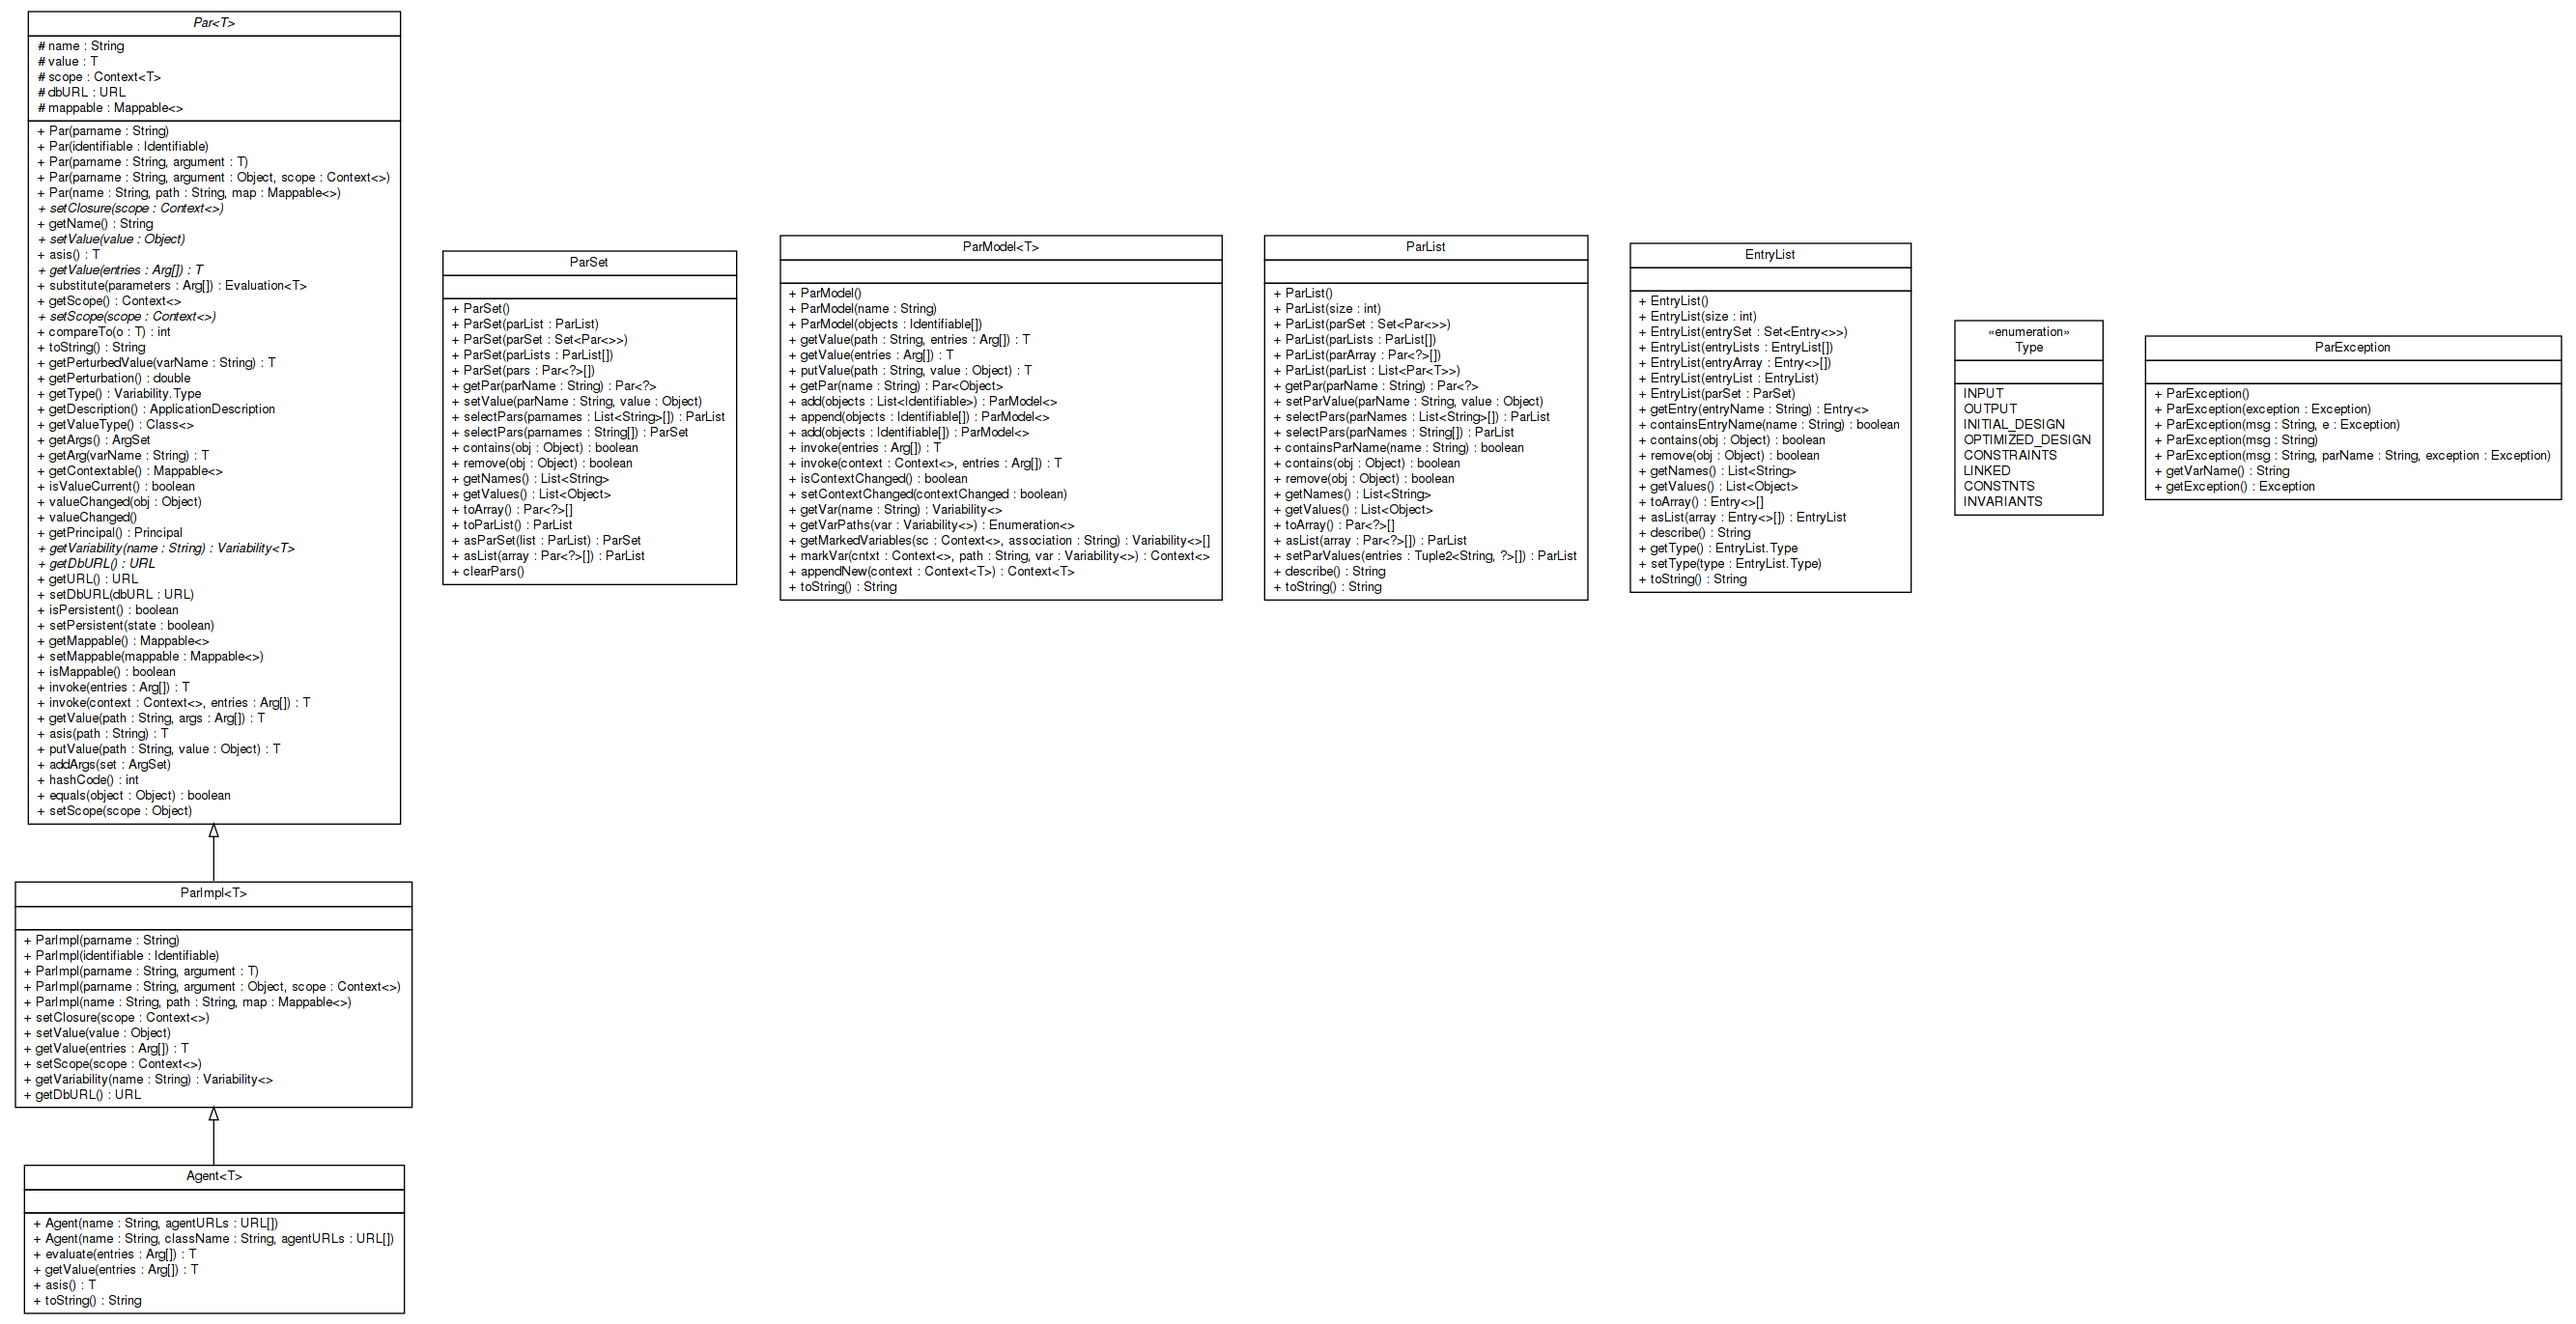 Par<T>
# name : String
# value : T
# scope : Context<T>
# dbURL : URL
# mappable : Mappable<>
+ Par(parname : String)
+ Par(identifiable : Identifiable)
+ Par(parname : String, argument : T)
+ Par(parname : String, argument : Object, scope : Context<>)
+ Par(name : String, path : String, map : Mappable<>)
+ setClosure(scope : Context<>)
+ getName() : String
+ setValue(value : Object)
+ asis() : T
+ getValue(entries : Arg[]) : T
+ substitute(parameters : Arg[]) : Evaluation<T>
+ getScope() : Context<>
+ setScope(scope : Context<>)
+ compareTo(o : T) : int
+ toString() : String
+ getPerturbedValue(varName : String) : T
+ getPerturbation() : double
+ getType() : Variability.Type
+ getDescription() : ApplicationDescription
+ getValueType() : Class<>
+ getArgs() : ArgSet
+ getArg(varName : String) : T
+ getContextable() : Mappable<>
+ isValueCurrent() : boolean
+ valueChanged(obj : Object)
+ valueChanged()
+ getPrincipal() : Principal
+ getVariability(name : String) : Variability<T>
+ getDbURL() : URL
+ getURL() : URL
+ setDbURL(dbURL : URL)
+ isPersistent() : boolean
+ setPersistent(state : boolean)
+ getMappable() : Mappable<>
+ setMappable(mappable : Mappable<>)
+ isMappable() : boolean
+ invoke(entries : Arg[]) : T
+ invoke(context : Context<>, entries : Arg[]) : T
+ getValue(path : String, args : Arg[]) : T
+ asis(path : String) : T
+ putValue(path : String, value : Object) : T
+ addArgs(set : ArgSet)
+ hashCode() : int
+ equals(object : Object) : boolean
+ setScope(scope : Object)
ParImpl<T>
+ ParImpl(parname : String)
+ ParImpl(identifiable : Identifiable)
+ ParImpl(parname : String, argument : T)
+ ParImpl(parname : String, argument : Object, scope : Context<>)
+ ParImpl(name : String, path : String, map : Mappable<>)
+ setClosure(scope : Context<>)
+ setValue(value : Object)
+ getValue(entries : Arg[]) : T
+ setScope(scope : Context<>)
+ getVariability(name : String) : Variability<>
+ getDbURL() : URL
Agent<T>
+ Agent(name : String, agentURLs : URL[])
+ Agent(name : String, className : String, agentURLs : URL[])
+ evaluate(entries : Arg[]) : T
+ getValue(entries : Arg[]) : T
+ asis() : T
+ toString() : String
ParSet
+ ParSet()
+ ParSet(parList : ParList)
+ ParSet(parSet : Set<Par<>>)
+ ParSet(parLists : ParList[])
+ ParSet(pars : Par<?>[])
+ getPar(parName : String) : Par<?>
+ setValue(parName : String, value : Object)
+ selectPars(parnames : List<String>[]) : ParList
+ selectPars(parnames : String[]) : ParSet
+ contains(obj : Object) : boolean
+ remove(obj : Object) : boolean
+ getNames() : List<String>
+ getValues() : List<Object>
+ toArray() : Par<?>[]
+ toParList() : ParList
+ asParSet(list : ParList) : ParSet
+ asList(array : Par<?>[]) : ParList
+ clearPars()
ParModel<T>
+ ParModel()
+ ParModel(name : String)
+ ParModel(objects : Identifiable[])
+ getValue(path : String, entries : Arg[]) : T
+ getValue(entries : Arg[]) : T
+ putValue(path : String, value : Object) : T
+ getPar(name : String) : Par<Object>
+ add(objects : List<Identifiable>) : ParModel<>
+ append(objects : Identifiable[]) : ParModel<>
+ add(objects : Identifiable[]) : ParModel<>
+ invoke(entries : Arg[]) : T
+ invoke(context : Context<>, entries : Arg[]) : T
+ isContextChanged() : boolean
+ setContextChanged(contextChanged : boolean)
+ getVar(name : String) : Variability<>
+ getVarPaths(var : Variability<>) : Enumeration<>
+ getMarkedVariables(sc : Context<>, association : String) : Variability<>[]
+ markVar(cntxt : Context<>, path : String, var : Variability<>) : Context<>
+ appendNew(context : Context<T>) : Context<T>
+ toString() : String
ParList
+ ParList()
+ ParList(size : int)
+ ParList(parSet : Set<Par<>>)
+ ParList(parLists : ParList[])
+ ParList(parArray : Par<?>[])
+ ParList(parList : List<Par<T>>)
+ getPar(parName : String) : Par<?>
+ setParValue(parName : String, value : Object)
+ selectPars(parNames : List<String>[]) : ParList
+ selectPars(parNames : String[]) : ParList
+ containsParName(name : String) : boolean
+ contains(obj : Object) : boolean
+ remove(obj : Object) : boolean
+ getNames() : List<String>
+ getValues() : List<Object>
+ toArray() : Par<?>[]
+ asList(array : Par<?>[]) : ParList
+ setParValues(entries : Tuple2<String, ?>[]) : ParList
+ describe() : String
+ toString() : String
EntryList
+ EntryList()
+ EntryList(size : int)
+ EntryList(entrySet : Set<Entry<>>)
+ EntryList(entryLists : EntryList[])
+ EntryList(entryArray : Entry<>[])
+ EntryList(entryList : EntryList)
+ EntryList(parSet : ParSet)
+ getEntry(entryName : String) : Entry<>
+ containsEntryName(name : String) : boolean
+ contains(obj : Object) : boolean
+ remove(obj : Object) : boolean
+ getNames() : List<String>
+ getValues() : List<Object>
+ toArray() : Entry<>[]
+ asList(array : Entry<>[]) : EntryList
+ describe() : String
+ getType() : EntryList.Type
+ setType(type : EntryList.Type)
+ toString() : String
«enumeration»
Type
INPUT
OUTPUT
INITIAL_DESIGN
OPTIMIZED_DESIGN
CONSTRAINTS
LINKED
CONSTNTS
INVARIANTS
ParException
+ ParException()
+ ParException(exception : Exception)
+ ParException(msg : String, e : Exception)
+ ParException(msg : String)
+ ParException(msg : String, parName : String, exception : Exception)
+ getVarName() : String
+ getException() : Exception